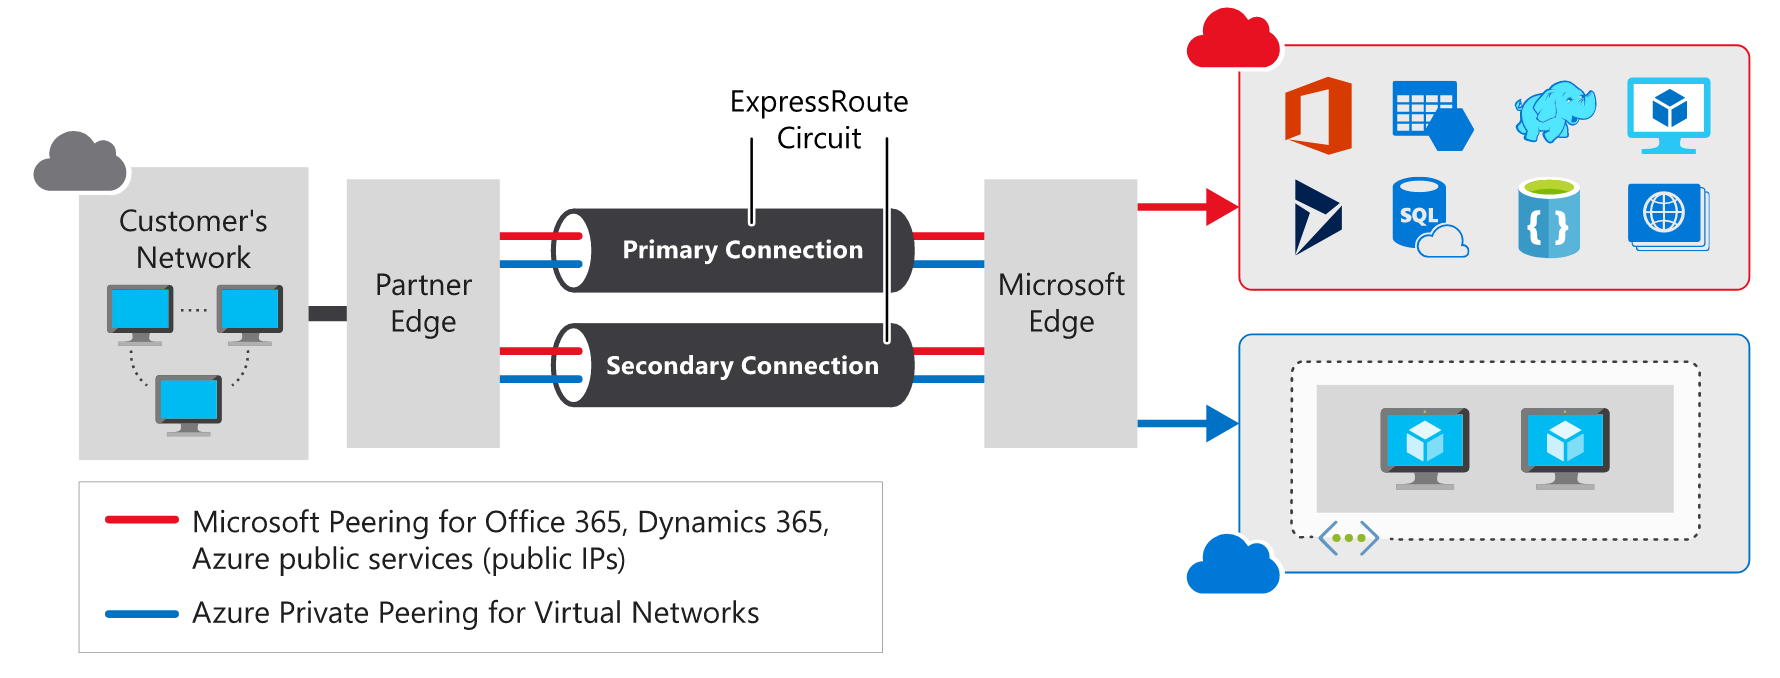 ExpressRoute
Circuit
Customer's
Network
Partner
Edge
Primary Connection
Secondary Connection
Microsoft
Edge
SQL
{ }
Microsoft Peering for Office 365, Dynamics 365,
Azure public services (public IPs)
Azure Private Peering for Virtual Networks